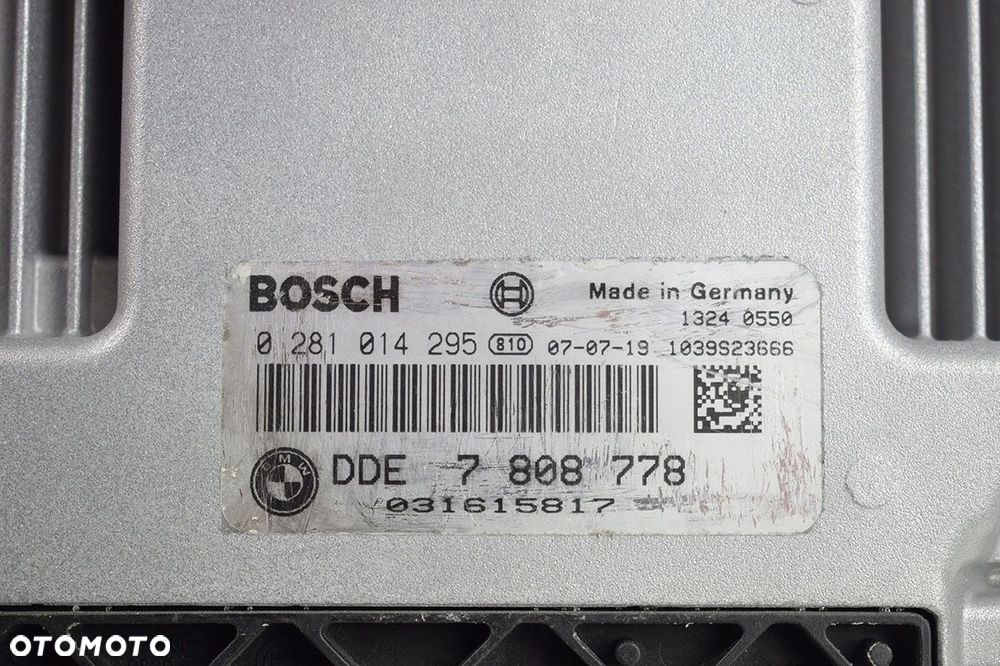 BOSCH Made in Germany
1324 0550
0 281 014 295 810 07-07-19 1039S23666
BMW DDE 7 808 778
031615817
OTOMOTO